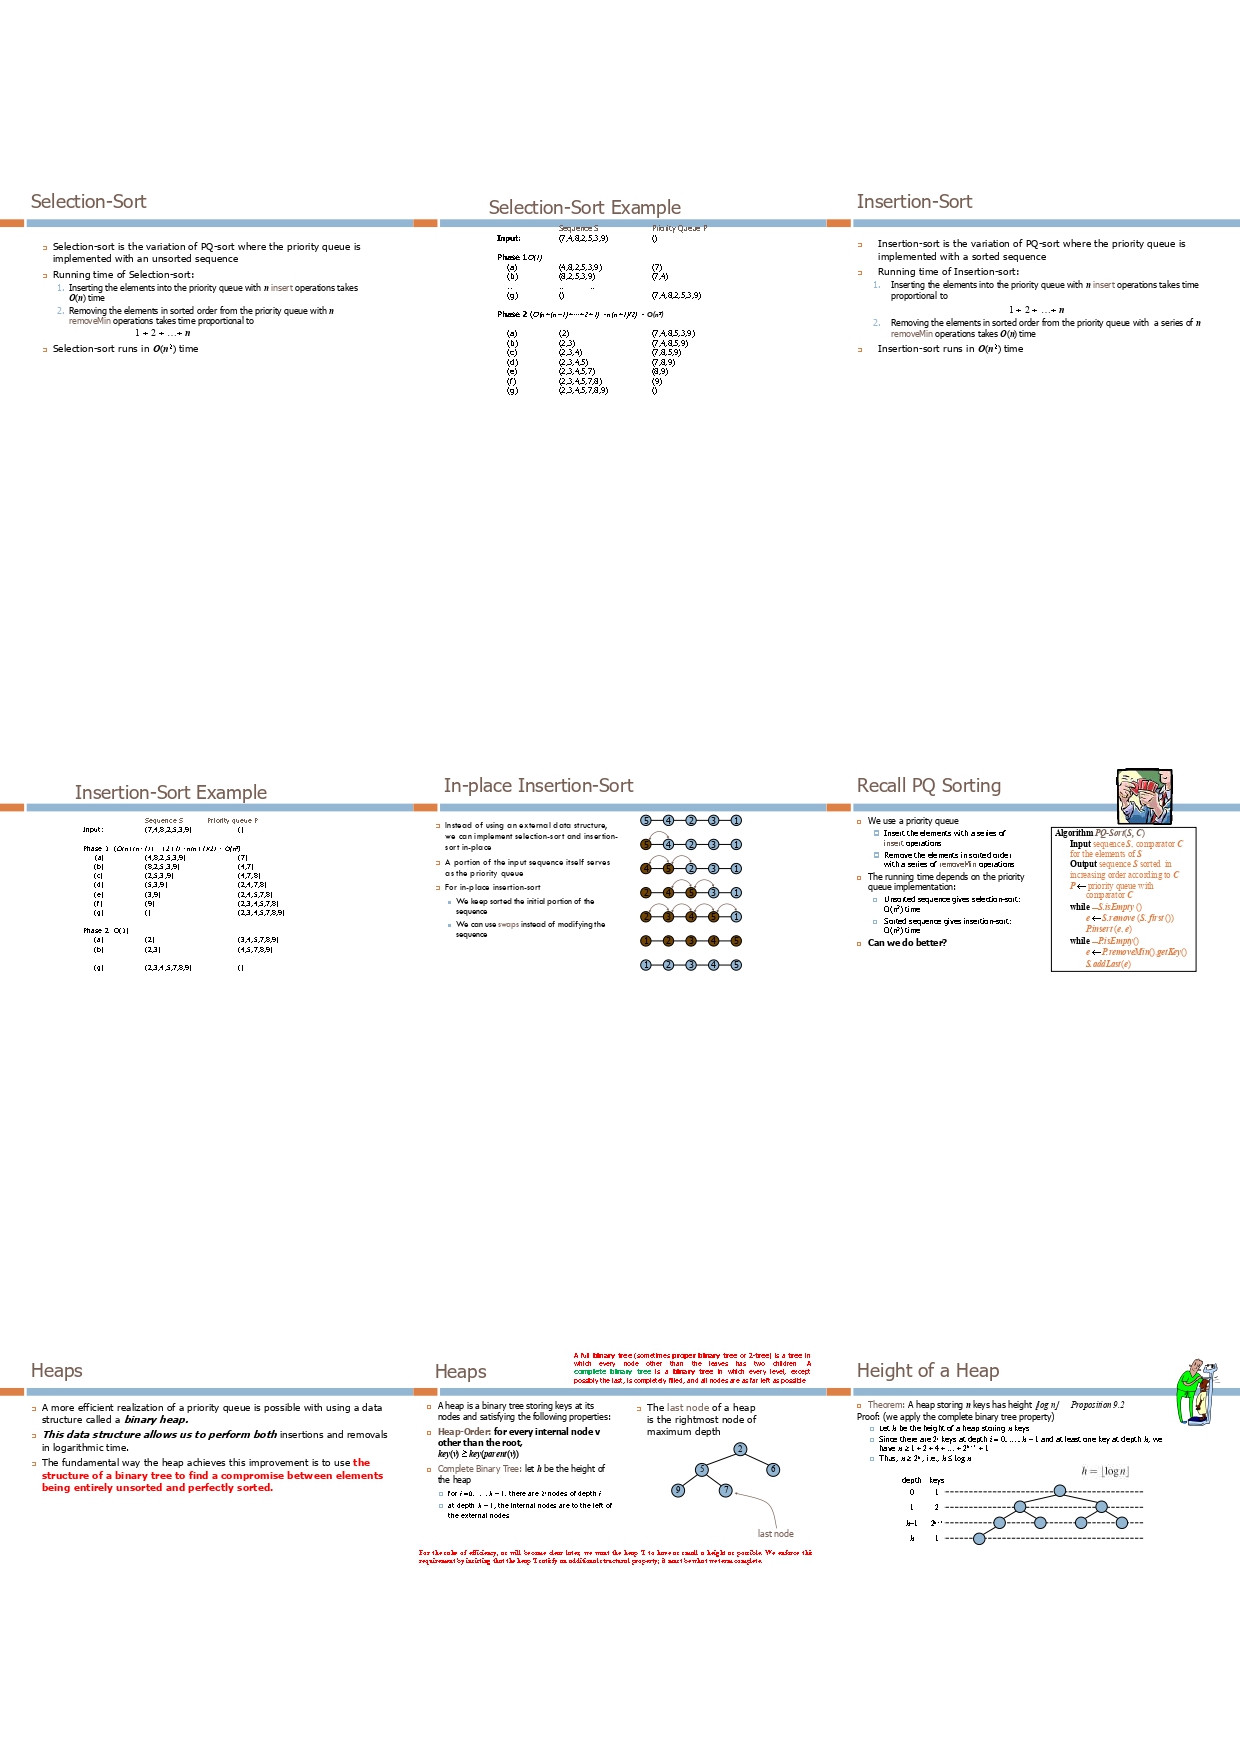 Selection-Sort
Selection-sort is the variation of PQ-sort where the priority queue is
implemented with an unsorted sequence
Running time of Selection-sort:
1. Inserting the elements into the priority queue with n insert operations takes
O(n) time
2. Removing the elements in sorted order from the priority queue with n
removeMin operations takes time proportional to
1 + 2 + …+ n
Selection-sort runs in O(n²) time
Selection-Sort Example
Sequence S Priority Queue P
Input: (7,4,8,2,5,3,9) ()
Phase 1 O(1)
(a) (4,8,2,5,3,9) (7)
(b) (8,2,5,3,9) (7,4)
.. .. ..
(g) () (7,4,8,2,5,3,9)
Phase 2 (O(n+(n-1)+…+2+1) -n(n+1)/2) - O(n²)
(a) (2) (7,4,8,5,3,9)
(b) (2,3) (7,4,8,5,9)
(c) (2,3,4) (7,8,5,9)
(d) (2,3,4,5) (7,8,9)
(e) (2,3,4,5,7) (8,9)
(f) (2,3,4,5,7,8) (9)
(g) (2,3,4,5,7,8,9) ()
Insertion-Sort
Insertion-sort is the variation of PQ-sort where the priority queue is
implemented with a sorted sequence
Running time of Insertion-sort:
1. Inserting the elements into the priority queue with n insert operations takes time
proportional to
1 + 2 + …+ n
2. Removing the elements in sorted order from the priority queue with a series of n
removeMin operations takes O(n) time
Insertion-sort runs in O(n²) time
Insertion-Sort Example
Sequence S Priority queue P
Input: (7,4,8,2,5,3,9) ()
(a) (4,8,2,5,3,9) (7)
(b) (8,2,5,3,9) (4,7)
(c) (2,5,3,9) (4,7,8)
(d) (5,3,9) (2,4,7,8)
(e) (3,9) (2,4,5,7,8)
(f) (9) (2,3,4,5,7,8)
(g) () (2,3,4,5,7,8,9)
Phase 2 O(1)
(a) (2) (3,4,5,7,8,9)
(b) (2,3) (4,5,7,8,9)
(g) (2,3,4,5,7,8,9) ()
In-place Insertion-Sort
Instead of using an external data structure,
we can implement selection-sort and insertion-
sort in-place
A portion of the input sequence itself serves
as the priority queue
For in-place insertion-sort
We keep sorted the initial portion of the
sequence
We can use swaps instead of modifying the
sequence
5 4 2 3 1
5 4 2 3 1
4 5 2 3 1
2 4 5 3 1
2 3 4 5 1
1 2 3 4 5
1 2 3 4 5
Recall PQ Sorting
We use a priority queue
Insert the elements with a series of
insert operations
Remove the elements in sorted order
with a series of removeMin operations
The running time depends on the priority
queue implementation:
Unsorted sequence gives selection-sort:
O(n²) time
Sorted sequence gives insertion-sort:
O(n²) time
Can we do better?
Algorithm PQ-Sort(S, C)
Input sequence S, comparator C
for the elements of S
Output sequence S sorted in
increasing order according to C
P ← priority queue with
comparator C
while ¬S.isEmpty ()
e ← S.remove (S. first ())
P.insert (e, e)
while ¬P.isEmpty()
e ← P.removeMin().getKey()
S.addLast(e)
Heaps
A more efficient realization of a priority queue is possible with using a data
structure called a binary heap.
This data structure allows us to perform both insertions and removals
in logarithmic time.
The fundamental way the heap achieves this improvement is to use the
structure of a binary tree to find a compromise between elements
being entirely unsorted and perfectly sorted.
Heaps
A full binary tree (sometimes proper binary tree or 2-tree) is a tree in
which every node other than the leaves has two children. A
complete binary tree is a binary tree in which every level, except
possibly the last, is completely filled, and all nodes are as far left as possible
A heap is a binary tree storing keys at its
nodes and satisfying the following properties:
Heap-Order: for every internal node v
other than the root,
key(v) ≥ key(parent(v))
Complete Binary Tree: let h be the height of
the heap
for i = 0, … , h − 1, there are 2ⁱ nodes of depth i
at depth h − 1, the internal nodes are to the left of
the external nodes
The last node of a heap
is the rightmost node of
maximum depth
2
5 6
9 7
last node
For the sake of efficiency, as will become clear later, we want the heap T to have as small a height as possible. We enforce this
requirement by insisting that the heap T satisfy an additional structural property; it must be what we term complete.
Height of a Heap
Theorem: A heap storing n keys has height ⌊log n⌋ Proposition 9.2
Proof: (we apply the complete binary tree property)
Let h be the height of a heap storing n keys
Since there are 2ⁱ keys at depth i = 0, … , h − 1 and at least one key at depth h, we
have n ≥ 1 + 2 + 4 + … + 2ʰ⁻¹ + 1
Thus, n ≥ 2ʰ, i.e., h ≤ log n
h = ⌊log n⌋
depth keys
0 1
1 2
h−1 2ʰ⁻¹
h 1